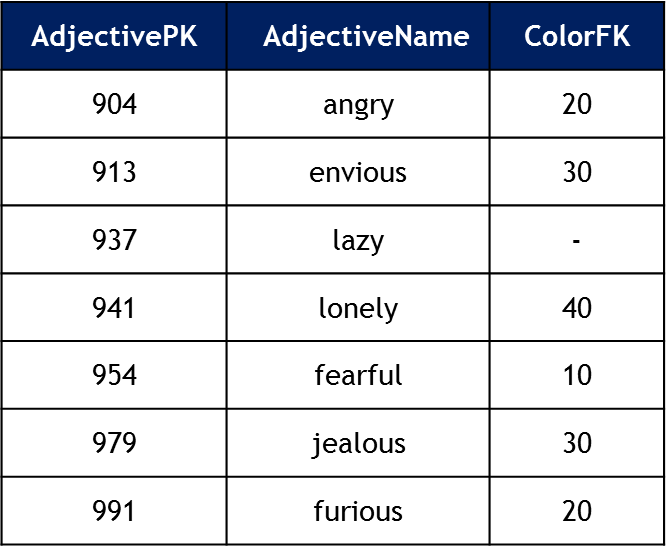 AdjectivePK AdjectiveName ColorFK
904 angry 20
913 envious 30
937 lazy -
941 lonely 40
954 fearful 10
979 jealous 30
991 furious 20